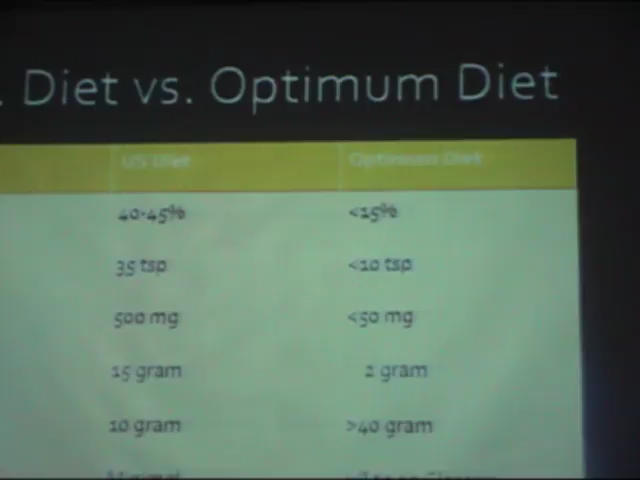 . Diet vs. Optimum Diet
US Diet Optimum Diet
40-45% <15%
35 tsp <10 tsp
500 mg <50 mg
15 gram 2 gram
10 gram >40 gram